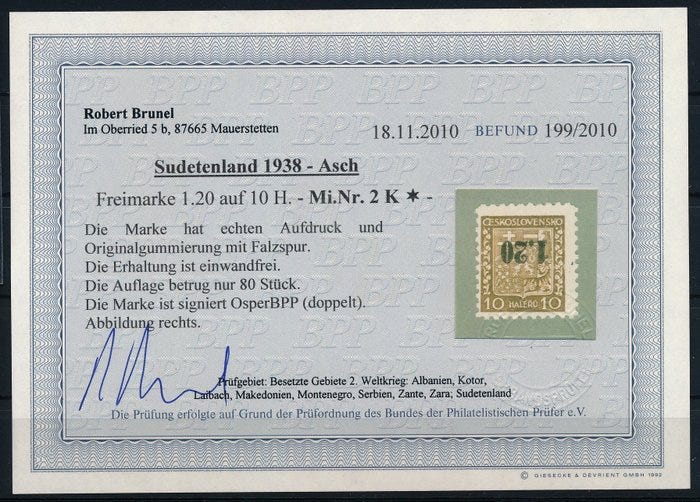 Robert Brunel
Im Oberried 5 b, 87665 Mauerstetten
18.11.2010 BEFUND 199/2010
Sudetenland 1938 - Asch
Freimarke 1.20 auf 10 H. - Mi.Nr. 2 K ✶ -
Die Marke hat echten Aufdruck und
Originalgummierung mit Falzspur.
Die Erhaltung ist einwandfrei.
Die Auflage betrug nur 80 Stück.
Die Marke ist signiert OsperBPP (doppelt).
Abbildung rechts.
ČESKOSLOVENSKO
1.20
10 HALÉŘŮ 10
Prüfgebiet: Besetzte Gebiete 2. Weltkrieg: Albanien, Kotor,
Laibach, Makedonien, Montenegro, Serbien, Zante, Zara; Sudetenland
Die Prüfung erfolgte auf Grund der Prüfordnung des Bundes der Philatelistischen Prüfer e.V.
© GIESECKE & DEVRIENT GMBH 1992